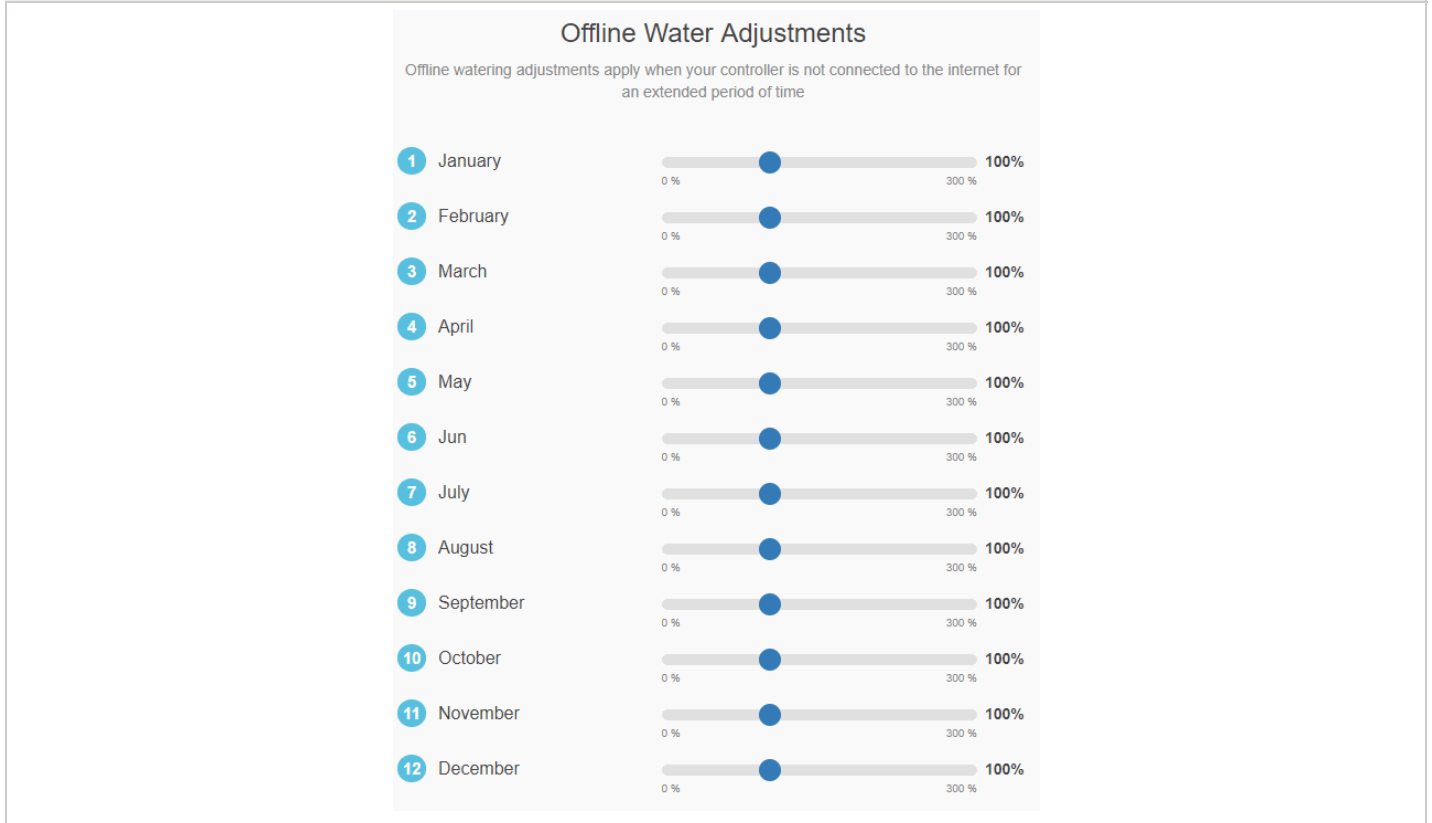 Offline Water Adjustments
Offline watering adjustments apply when your controller is not connected to the internet for
an extended period of time
1 January 100%
0 % 300 %
2 February 100%
0 % 300 %
3 March 100%
0 % 300 %
4 April 100%
0 % 300 %
5 May 100%
0 % 300 %
6 Jun 100%
0 % 300 %
7 July 100%
0 % 300 %
8 August 100%
0 % 300 %
9 September 100%
0 % 300 %
10 October 100%
0 % 300 %
11 November 100%
0 % 300 %
12 December 100%
0 % 300 %